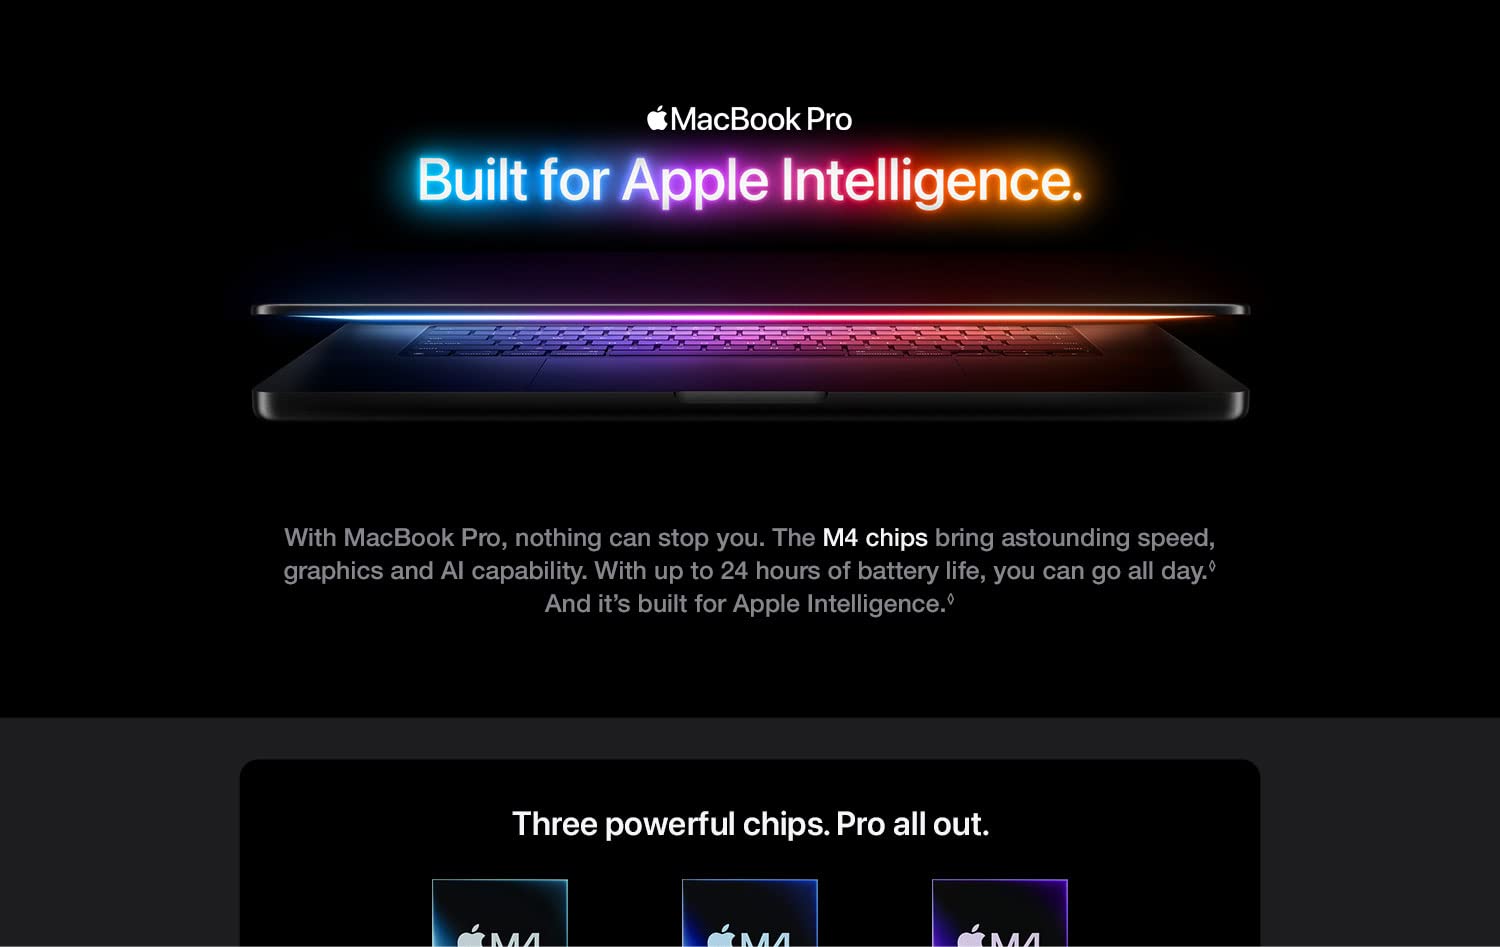 MacBook Pro
Built for Apple Intelligence.
With MacBook Pro, nothing can stop you. The M4 chips bring astounding speed,
graphics and AI capability. With up to 24 hours of battery life, you can go all day.◊
And it’s built for Apple Intelligence.◊
Three powerful chips. Pro all out.
M4 M4 M4